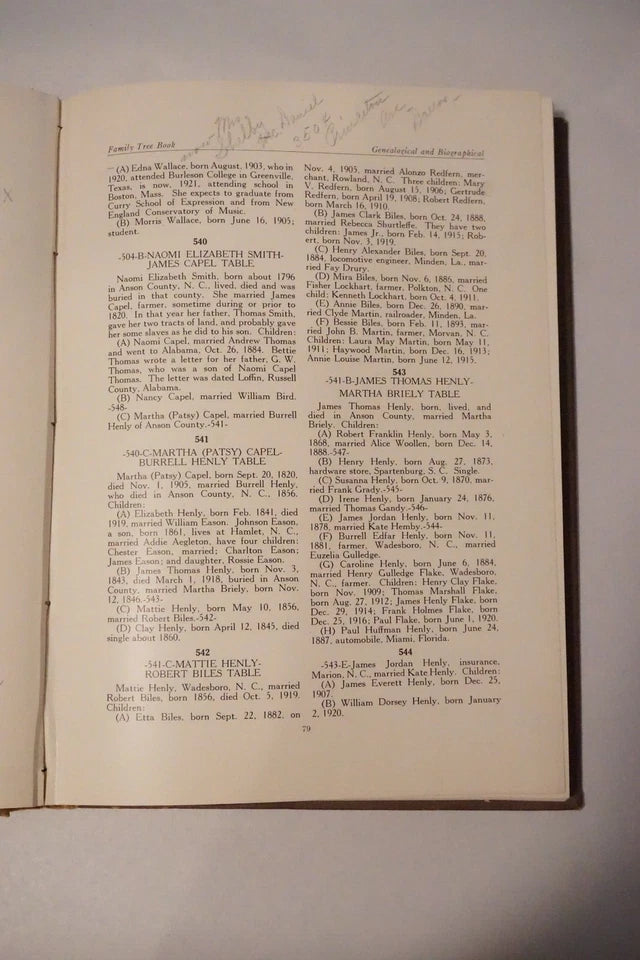 now Mrs
Shelby Mc Daniel
3504
Princeton
Ave
Family Tree Book
Genealogical and Biographical
(A) Edna Wallace, born August, 1903, who in
1920, attended Burleson College in Greenville,
Texas, is now, 1921, attending school in
Boston, Mass. She expects to graduate from
Curry School of Expression and from New
England Conservatory of Music.
(B) Morris Wallace, born June 16, 1905;
student.
540
-504-B-NAOMI ELIZABETH SMITH-
JAMES CAPEL TABLE
Naomi Elizabeth Smith, born about 1796
in Anson County, N. C., lived, died and was
buried in that county. She married James
Capel, farmer, sometime during or prior to
1820. In that year her father, Thomas Smith,
gave her two tracts of land, and probably gave
her some slaves as he did to his son. Children:
(A) Naomi Capel, married Andrew Thomas
and went to Alabama, Oct. 26, 1884. Bettie
Thomas wrote a letter for her father, G. W.
Thomas, who was a son of Naomi Capel
Thomas. The letter was dated Loffin, Russell
County, Alabama.
(B) Nancy Capel, married William Bird.
-548-
(C) Martha (Patsy) Capel, married Burrell
Henly of Anson County.-541-
541
-540-C-MARTHA (PATSY) CAPEL-
BURRELL HENLY TABLE
Martha (Patsy) Capel, born Sept. 20, 1820,
died Nov. 1, 1905, married Burrell Henly,
who died in Anson County, N. C., 1856.
Children:
(A) Elizabeth Henly, born Feb. 1841, died
1919, married William Eason. Johnson Eason,
a son, born 1861, lives at Hamlet, N. C.,
married Addie Aegleton, have four children:
Chester Eason, married; Charlton Eason;
James Eason; and daughter, Rossie Eason.
(B) James Thomas Henly, born Nov. 3,
1843, died March 1, 1918, buried in Anson
County, married Martha Briely, born Nov.
12, 1846.-543-
(C) Mattie Henly, born May 10, 1856,
married Robert Biles.-542-
(D) Clay Henly, born April 12, 1845, died
single about 1860.
542
-541-C-MATTIE HENLY-
ROBERT BILES TABLE
Mattie Henly, Wadesboro, N. C., married
Robert Biles, born 1856, died Oct. 5, 1919.
Children:
(A) Etta Biles, born Sept. 22, 1882, on
Nov. 4, 1905, married Alonzo Redfern, mer-
chant, Rowland, N. C. Three children: Mary
V. Redfern, born August 15, 1906; Gertrude
Redfern, born April 19, 1908; Robert Redfern,
born March 16, 1910.
(B) James Clark Biles, born Oct. 24, 1888,
married Rebecca Shurtleffe. They have two
children: James Jr., born Feb. 14, 1915; Rob-
ert, born Nov. 3, 1919.
(C) Henry Alexander Biles, born Sept. 20,
1884, locomotive engineer, Minden, La., mar-
ried Fay Drury.
(D) Mira Biles, born Nov. 6, 1886, married
Fisher Lockhart, farmer, Polkton, N. C. One
child: Kenneth Lockhart, born Oct. 4, 1911.
(E) Annie Biles, born Dec. 26, 1890, mar-
ried Clyde Martin, railroader, Minden, La.
(F) Bessie Biles, born Feb. 11, 1893, mar-
ried John B. Martin, farmer, Morvan, N. C.
Children: Laura May Martin, born May 11,
1911; Haywood Martin, born Dec. 16, 1913;
Annie Louise Martin, born June 12, 1915.
543
-541-B-JAMES THOMAS HENLY-
MARTHA BRIELY TABLE
James Thomas Henly, born, lived, and
died in Anson County, married Martha
Briely. Children:
(A) Robert Franklin Henly, born May 3,
1868, married Alice Woollen, born Dec. 14,
1888.-547-
(B) Henry Henly, born Aug. 27, 1873,
hardware store, Spartenburg, S. C. Single.
(C) Susanna Henly, born Oct. 9, 1870, mar-
ried Frank Grady.-545-
(D) Irene Henly, born January 24, 1876,
married Thomas Gandy.-546-
(E) James Jordan Henly, born Nov. 11,
1878, married Kate Hemby.-544-
(F) Burrell Edfar Henly, born Nov. 11,
1881, farmer, Wadesboro, N. C., married
Euzelia Gulledge.
(G) Caroline Henly, born June 6, 1884,
married Henry Gulledge Flake, Wadesboro,
N. C., farmer. Children: Henry Clay Flake,
born Nov. 1909; Thomas Marshall Flake,
born Aug. 27, 1912; James Henly Flake, born
Dec. 29, 1914; Frank Holmes Flake, born
Dec. 25, 1916; Paul Flake, born June 1, 1920.
(H) Paul Huffman Henly, born June 24,
1887, automobile, Miami, Florida.
544
-543-E-James Jordan Henly, insurance,
Marion, N. C., married Kate Henly. Children:
(A) James Everett Henly, born Dec. 25,
1907.
(B) William Dorsey Henly, born January
2, 1920.
79